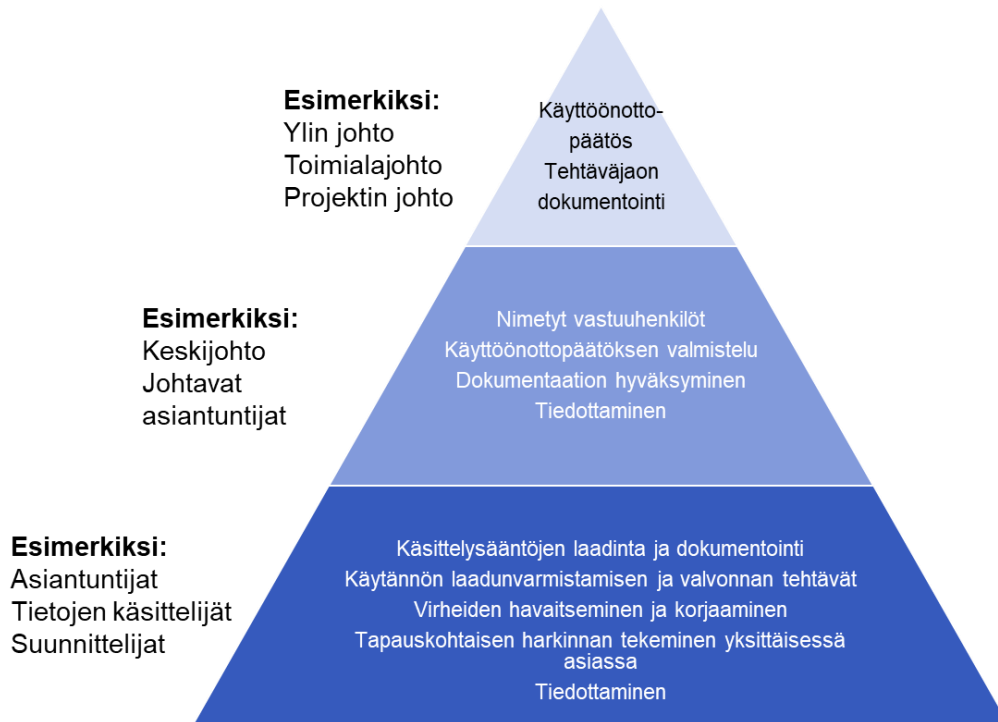 Esimerkiksi:
Ylin johto
Toimialajohto
Projektin johto
Käyttöönotto-
päätös
Tehtäväjaon
dokumentointi
Esimerkiksi:
Keskijohto
Johtavat
asiantuntijat
Nimetyt vastuuhenkilöt
Käyttöönottopäätöksen valmistelu
Dokumentaation hyväksyminen
Tiedottaminen
Esimerkiksi:
Asiantuntijat
Tietojen käsittelijät
Suunnittelijat
Käsittelysääntöjen laadinta ja dokumentointi
Käytännön laadunvarmistamisen ja valvonnan tehtävät
Virheiden havaitseminen ja korjaaminen
Tapauskohtaisen harkinnan tekeminen yksittäisessä
asiassa
Tiedottaminen